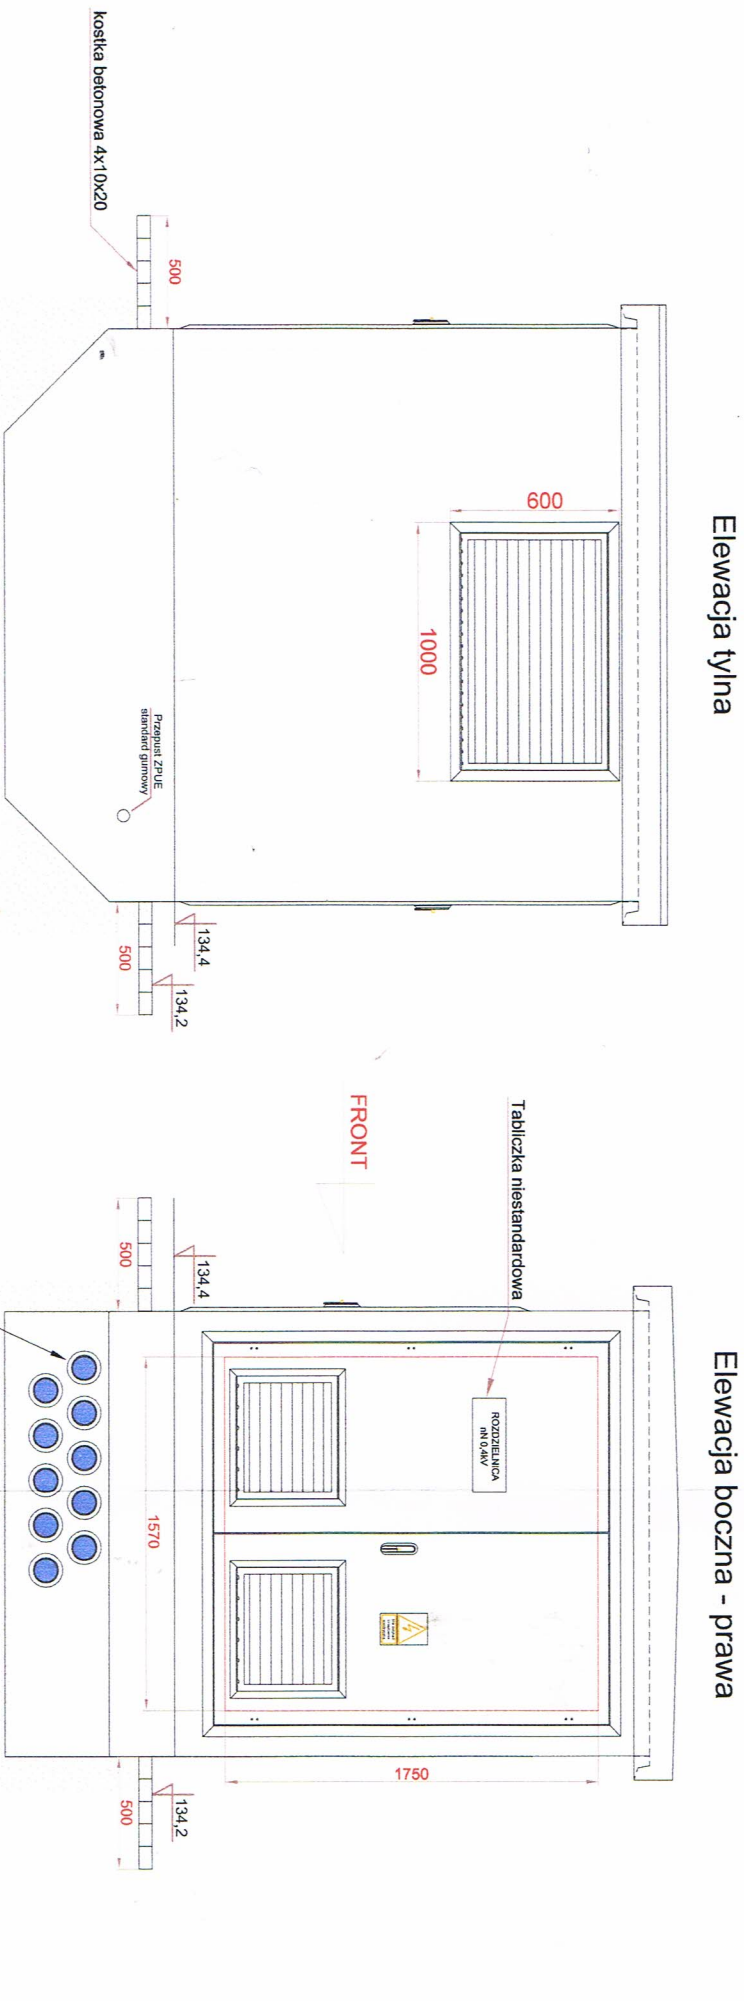 Elewacja tylna
600
1000
500
kostka betonowa 4x10x20
Przepust ZPUE
standard gumowy
134,4
500
134,2
Elewacja boczna - prawa
Tabliczka niestandardowa
FRONT
ROZDZIELNICA
nN 0,4kV
134,4
500
1570
1750
134,2
500